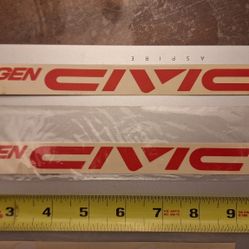 ASPIRE
GEN CIVIC
GEN CIVIC
3 4 5 6 7 8 9